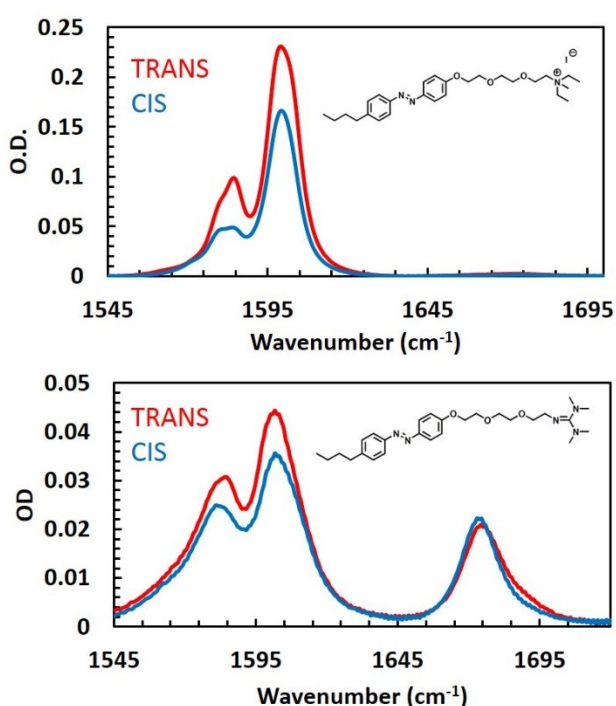 0.25
TRANS
CIS
0.2
0.15
0.1
0.05
0
O.D.
O
O
O
N
N
N
⊕
I
⊖
1545
1595
1645
1695
Wavenumber (cm⁻¹)
0.05
TRANS
CIS
0.04
0.03
0.02
0.01
0
OD
O
O
O
N
N
N
N
N
1545
1595
1645
1695
Wavenumber (cm⁻¹)